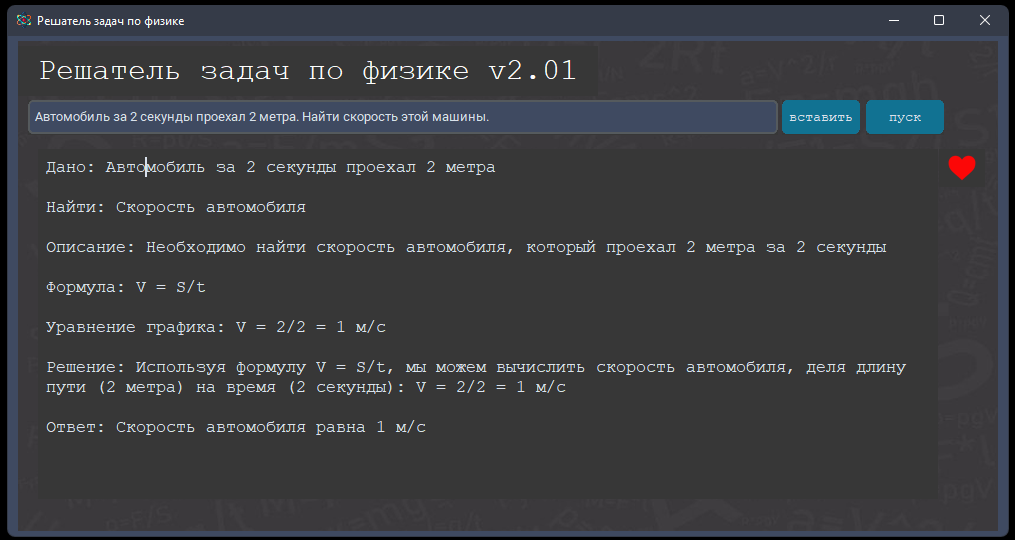 Решатель задач по физике
Решатель задач по физике v2.01
Автомобиль за 2 секунды проехал 2 метра. Найти скорость этой машины.
вставить
пуск
Дано: Автомобиль за 2 секунды проехал 2 метра
Найти: Скорость автомобиля
Описание: Необходимо найти скорость автомобиля, который проехал 2 метра за 2 секунды
Формула: V = S/t
Уравнение графика: V = 2/2 = 1 м/с
Решение: Используя формулу V = S/t, мы можем вычислить скорость автомобиля, деля длину
пути (2 метра) на время (2 секунды): V = 2/2 = 1 м/с
Ответ: Скорость автомобиля равна 1 м/с